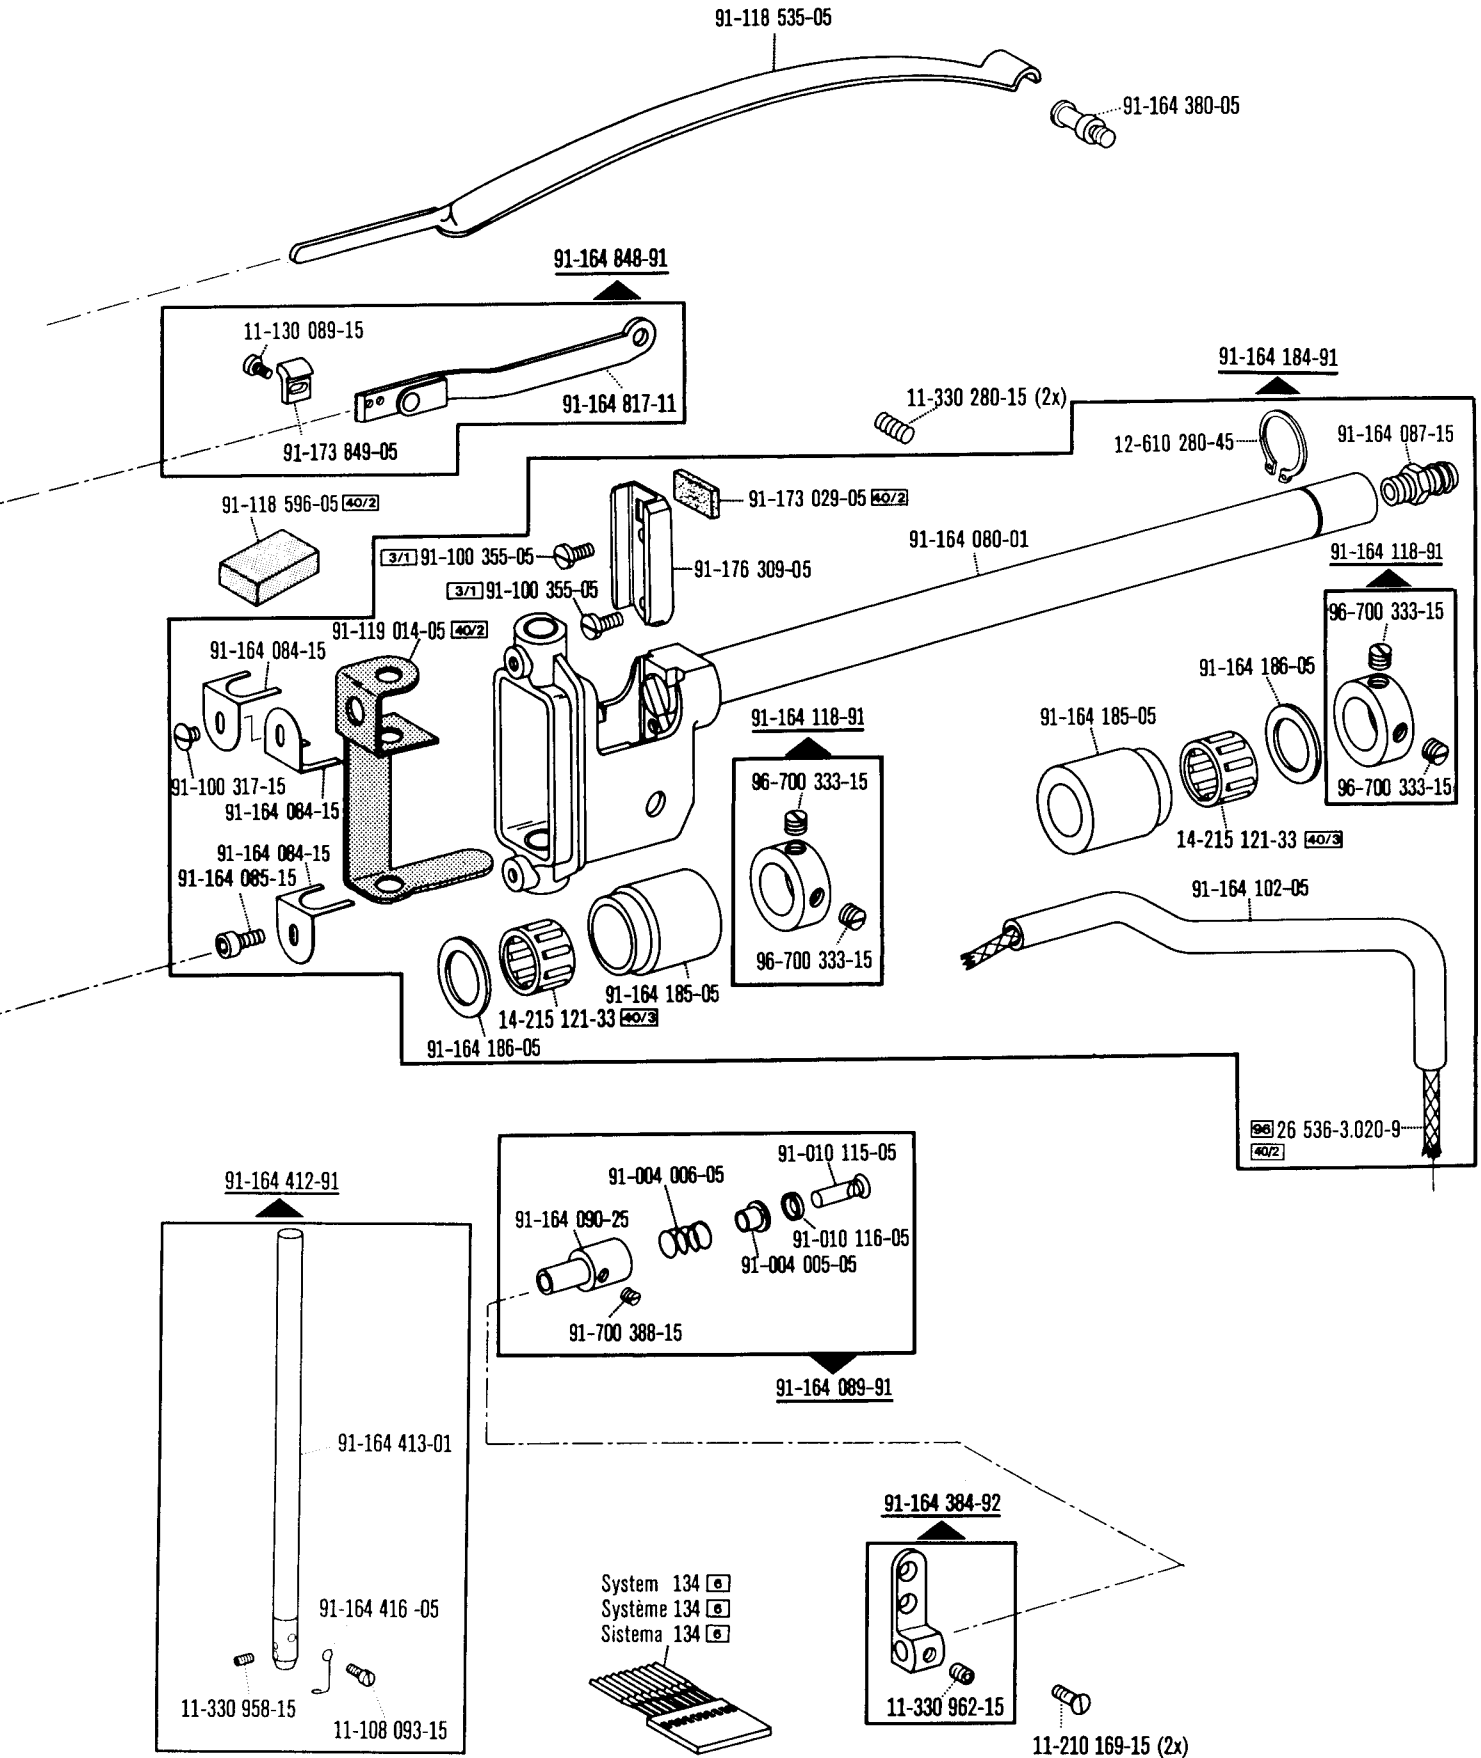 91-118 535-05
91-164 380-05
91-164 848-91
11-130 089-15
91-164 817-11
91-173 849-05
91-164 184-91
11-330 280-15 (2x)
12-610 280-45
91-164 087-15
91-118 596-05 40/2
91-173 029-05 40/2
3/1 91-100 355-05
91-176 309-05
3/1 91-100 355-05
91-164 080-01
91-164 118-91
96-700 333-15
91-119 014-05 40/2
91-164 084-15
91-164 186-05
91-164 185-05
91-164 118-91
91-100 317-15
91-164 084-15
96-700 333-15
96-700 333-15
14-215 121-33 40/3
91-164 084-15
91-164 085-15
91-164 102-05
96-700 333-15
91-164 185-05
14-215 121-33 40/3
91-164 186-05
96 26 536-3.020-9
40/2
91-010 115-05
91-004 006-05
91-164 090-25
91-010 116-05
91-004 005-05
91-700 388-15
91-164 089-91
91-164 412-91
91-164 413-01
91-164 416 -05
11-330 958-15
11-108 093-15
91-164 384-92
System 134 6
Système 134 6
Sistema 134 6
11-330 962-15
11-210 169-15 (2x)